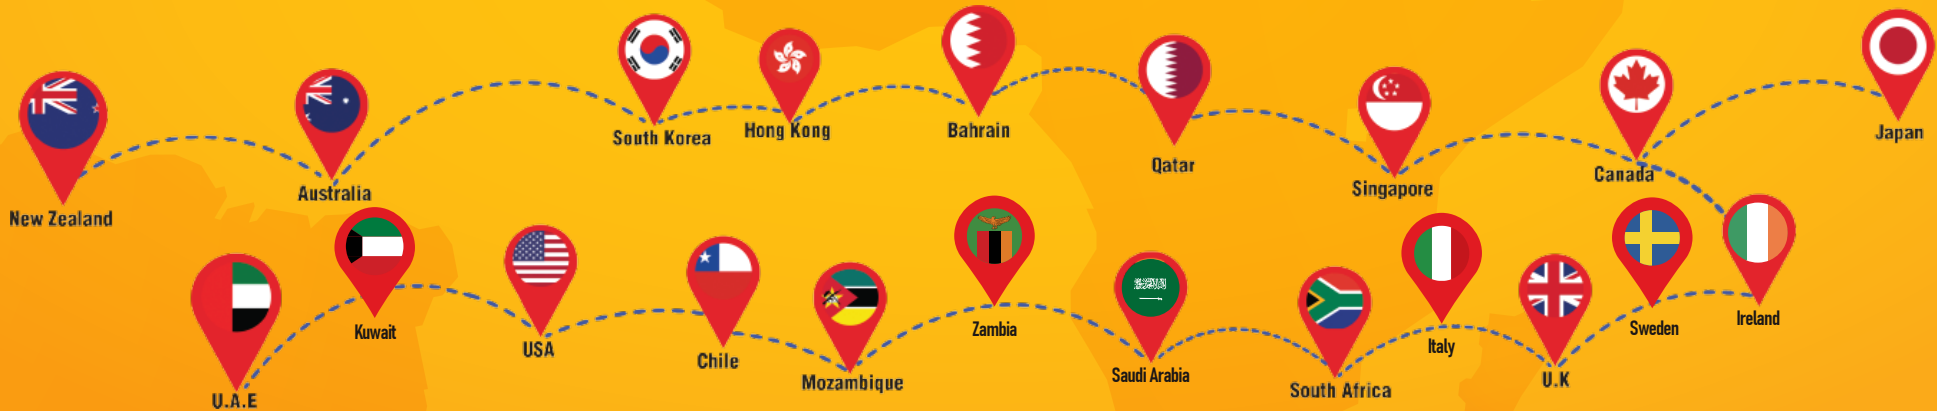 New Zealand
Australia
South Korea
Hong Kong
Bahrain
Qatar
Singapore
Canada
Japan
U.A.E
Kuwait
USA
Chile
Mozambique
Zambia
Saudi Arabia
South Africa
Italy
U.K
Sweden
Ireland